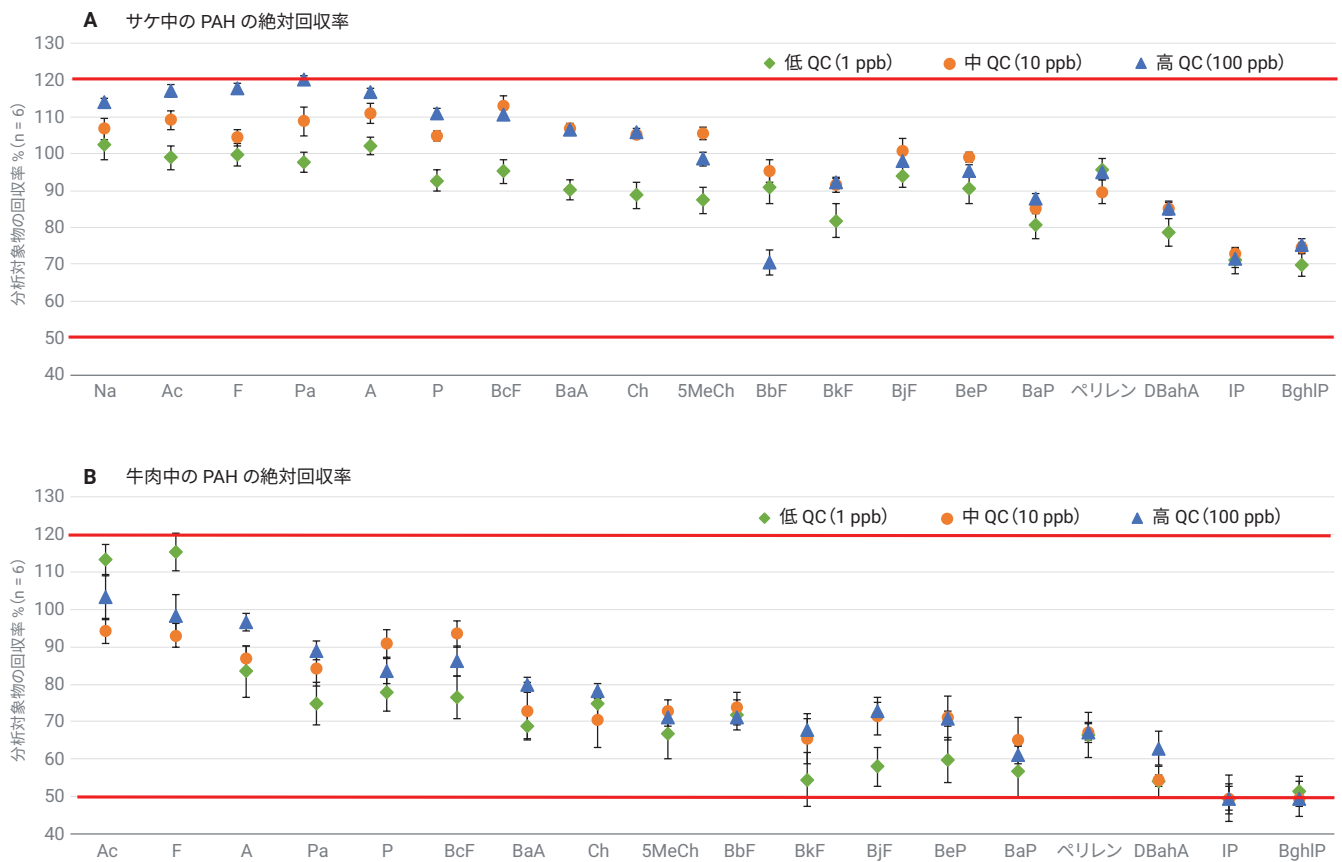 A サケ中の PAH の絶対回収率
低 QC（1 ppb） 中 QC（10 ppb） 高 QC（100 ppb）
分析対象物の回収率 %（n = 6）
130
120
110
100
90
80
70
60
50
40
Na Ac F Pa A P BcF BaA Ch 5MeCh BbF BkF BjF BeP BaP ペリレン DBahA IP BghIP
B 牛肉中の PAH の絶対回収率
低 QC（1 ppb） 中 QC（10 ppb） 高 QC（100 ppb）
分析対象物の回収率 %（n = 6）
130
120
110
100
90
80
70
60
50
40
Ac F A Pa P BcF BaA Ch 5MeCh BbF BkF BjF BeP BaP ペリレン DBahA IP BghIP